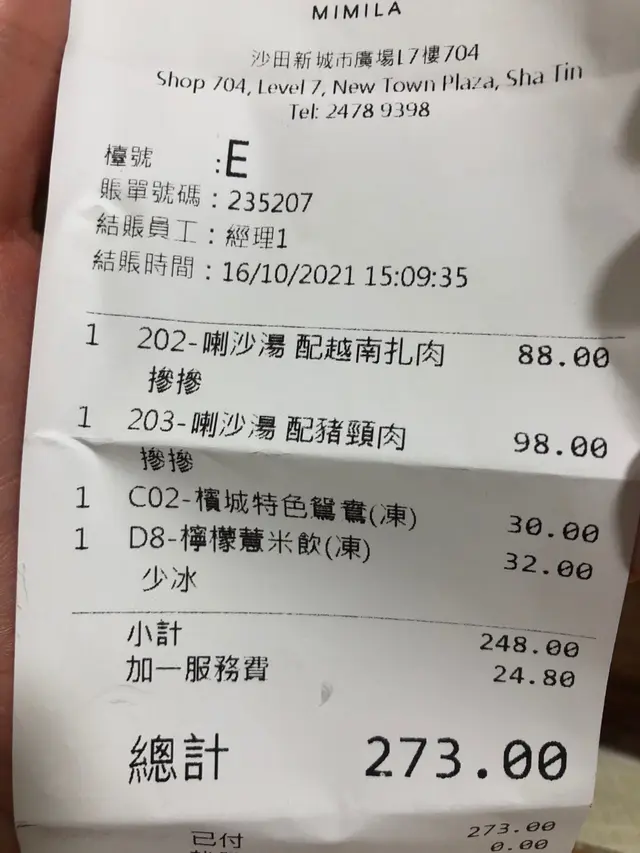 MIMILA
沙田新城市廣場L7樓704
Shop 704, Level 7, New Town Plaza, Sha Tin
Tel: 2478 9398
檯號 :E
賬單號碼 : 235207
結賬員工 : 經理1
結賬時間 : 16/10/2021 15:09:35
1 202-喇沙湯 配越南扎肉 88.00
摻摻
1 203-喇沙湯 配豬頸肉 98.00
摻摻
1 C02-檳城特色鴛鴦(凍) 30.00
1 D8-檸檬薏米飲(凍) 32.00
少冰
小計 248.00
加一服務費 24.80
總計 273.00
已付 273.00
0.00